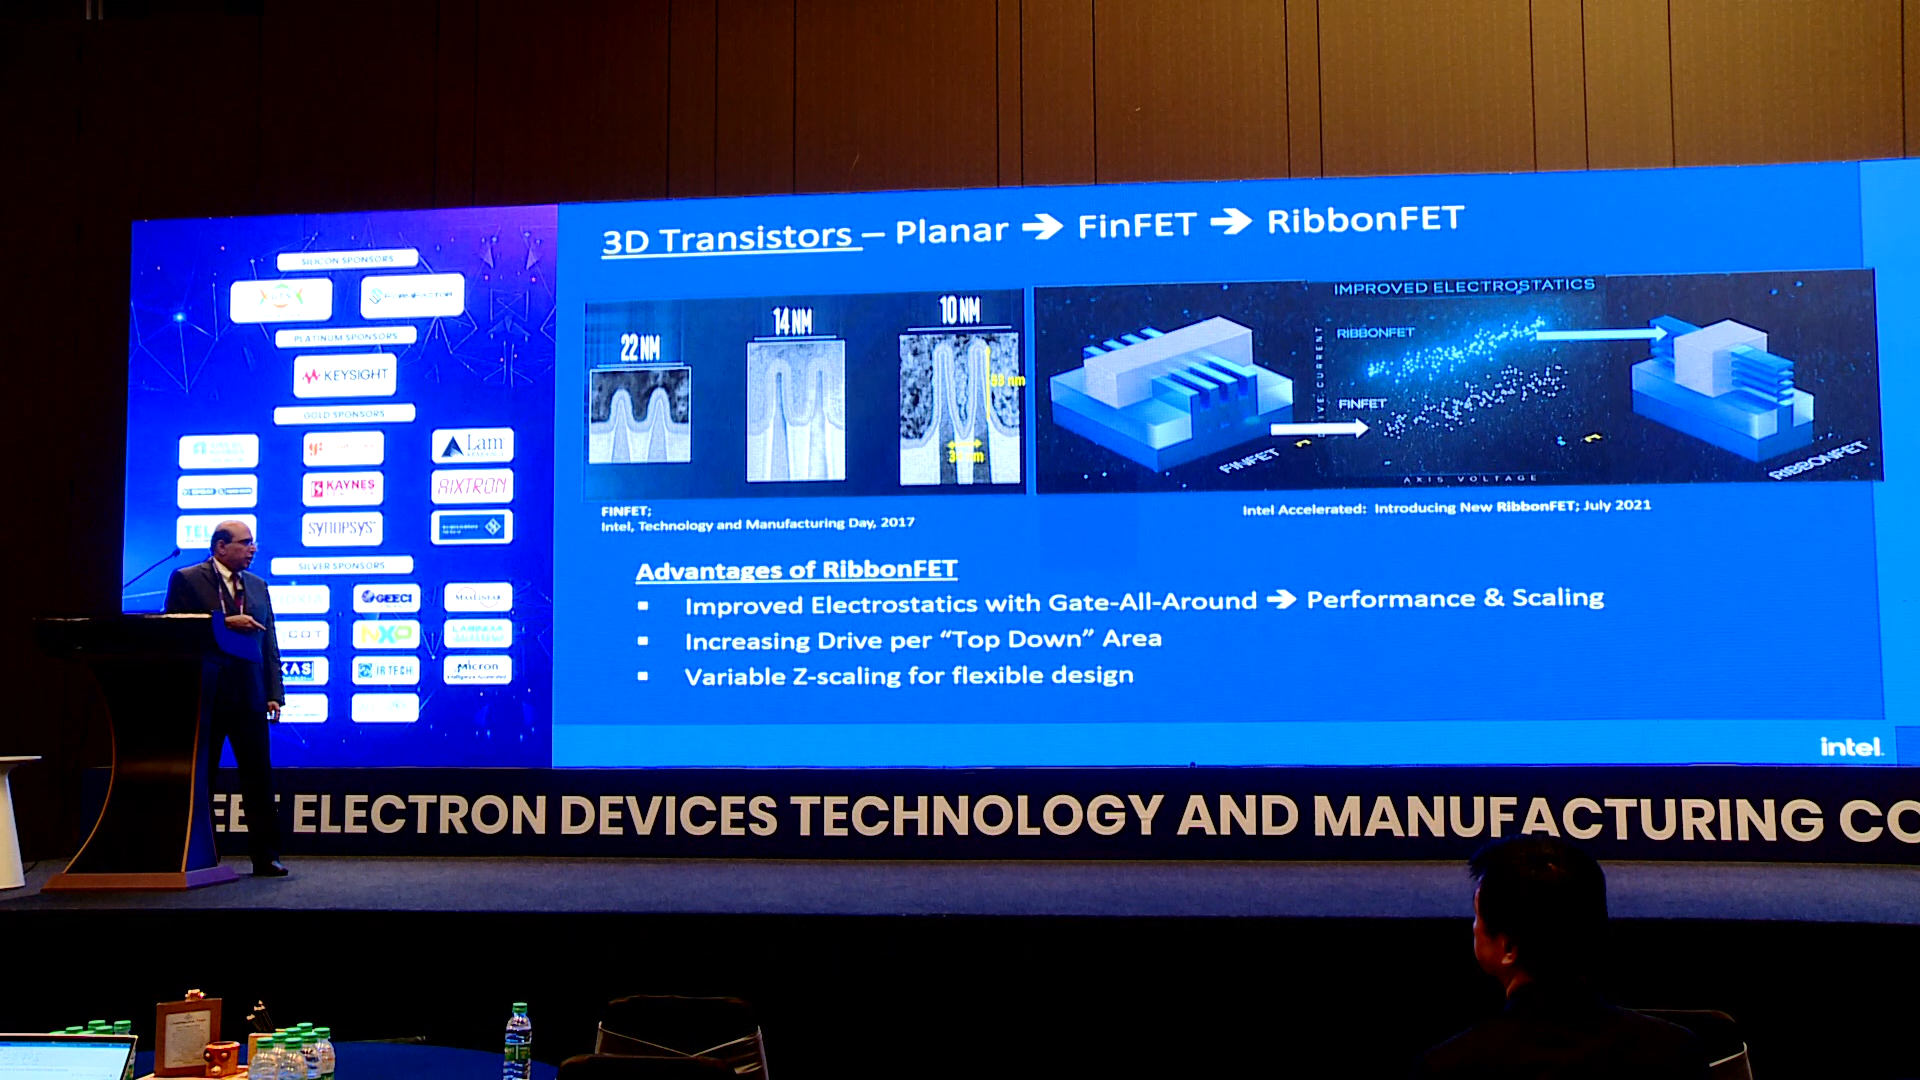 3D Transistors – Planar ➔ FinFET ➔ RibbonFET
SILICON SPONSORS
PLATINUM SPONSORS
KEYSIGHT
GOLD SPONSORS
Lam
KAYNES
AIXTRON
TEL
SYNOPSYS
SILVER SPONSORS
GEECI
NXP
KAS
IR TECH
Micron
22 NM
14 NM
10 NM
IMPROVED ELECTROSTATICS
RIBBONFET
FINFET
AXIS VOLTAGE
FINFET
RIBBONFET
FINFET;
Intel, Technology and Manufacturing Day, 2017
Intel Accelerated: Introducing New RibbonFET; July 2021
Advantages of RibbonFET
▪ Improved Electrostatics with Gate-All-Around ➔ Performance & Scaling
▪ Increasing Drive per “Top Down” Area
▪ Variable Z-scaling for flexible design
intel.
ELECTRON DEVICES TECHNOLOGY AND MANUFACTURING CO